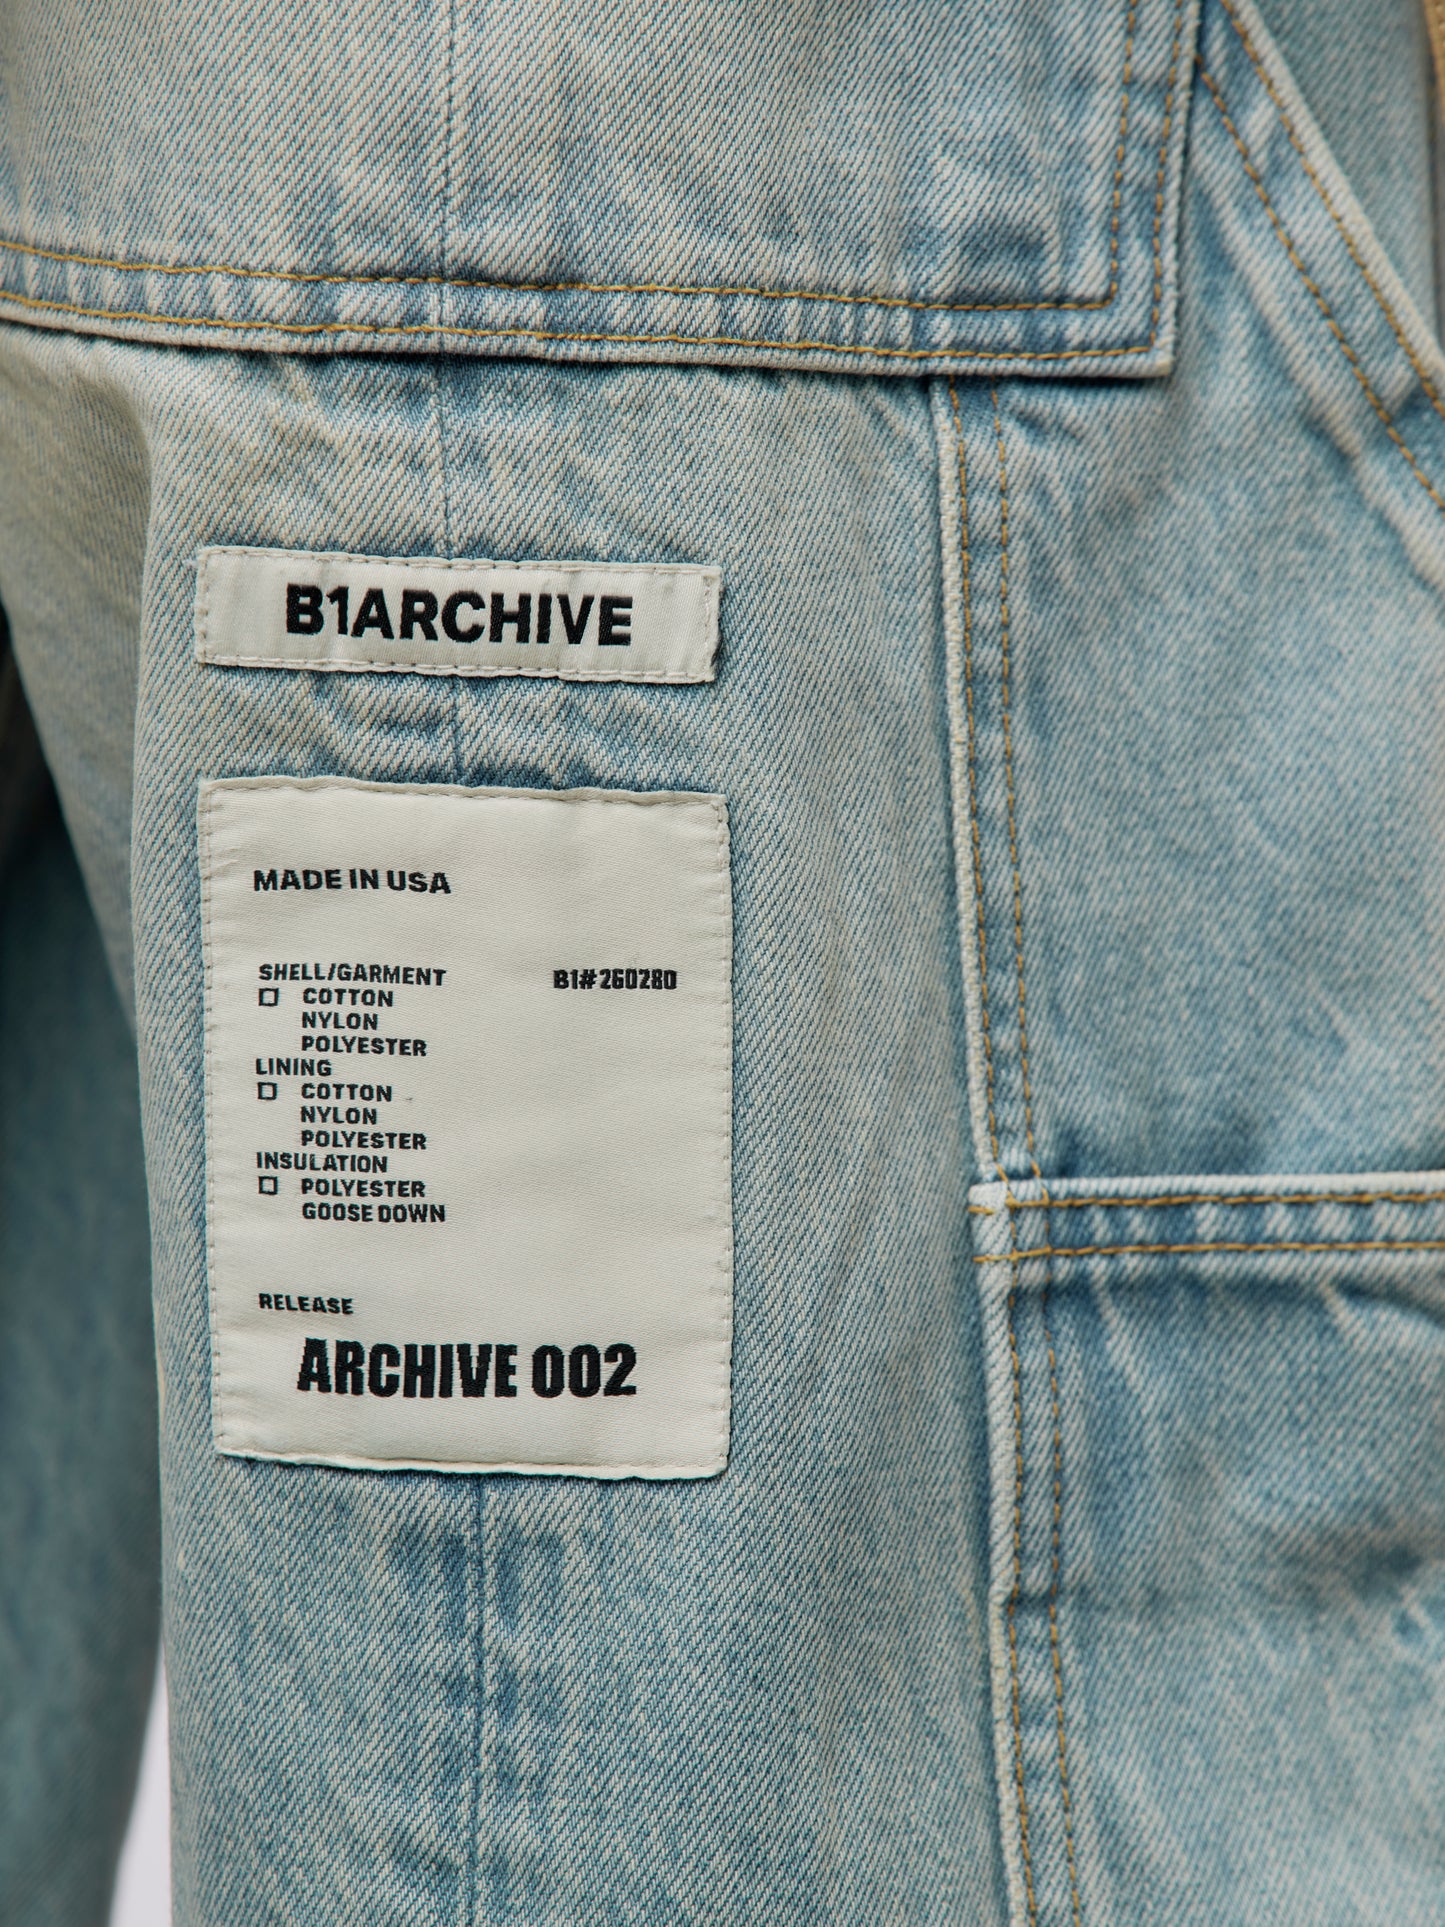 B1ARCHIVE
MADE IN USA
SHELL/GARMENT B1# 260280
☐ COTTON
NYLON
POLYESTER
LINING
☐ COTTON
NYLON
POLYESTER
INSULATION
☐ POLYESTER
GOOSE DOWN
RELEASE
ARCHIVE 002